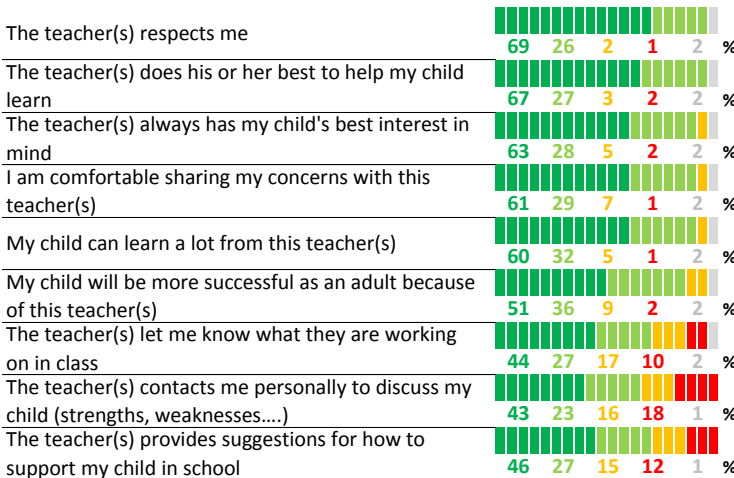 The teacher(s) respects me
69 26 2 1 2 %
The teacher(s) does his or her best to help my child
learn
67 27 3 2 2 %
The teacher(s) always has my child's best interest in
mind
63 28 5 2 2 %
I am comfortable sharing my concerns with this
teacher(s)
61 29 7 1 2 %
My child can learn a lot from this teacher(s)
60 32 5 1 2 %
My child will be more successful as an adult because
of this teacher(s)
51 36 9 2 2 %
The teacher(s) let me know what they are working
on in class
44 27 17 10 2 %
The teacher(s) contacts me personally to discuss my
child (strengths, weaknesses....)
43 23 16 18 1 %
The teacher(s) provides suggestions for how to
support my child in school
46 27 15 12 1 %